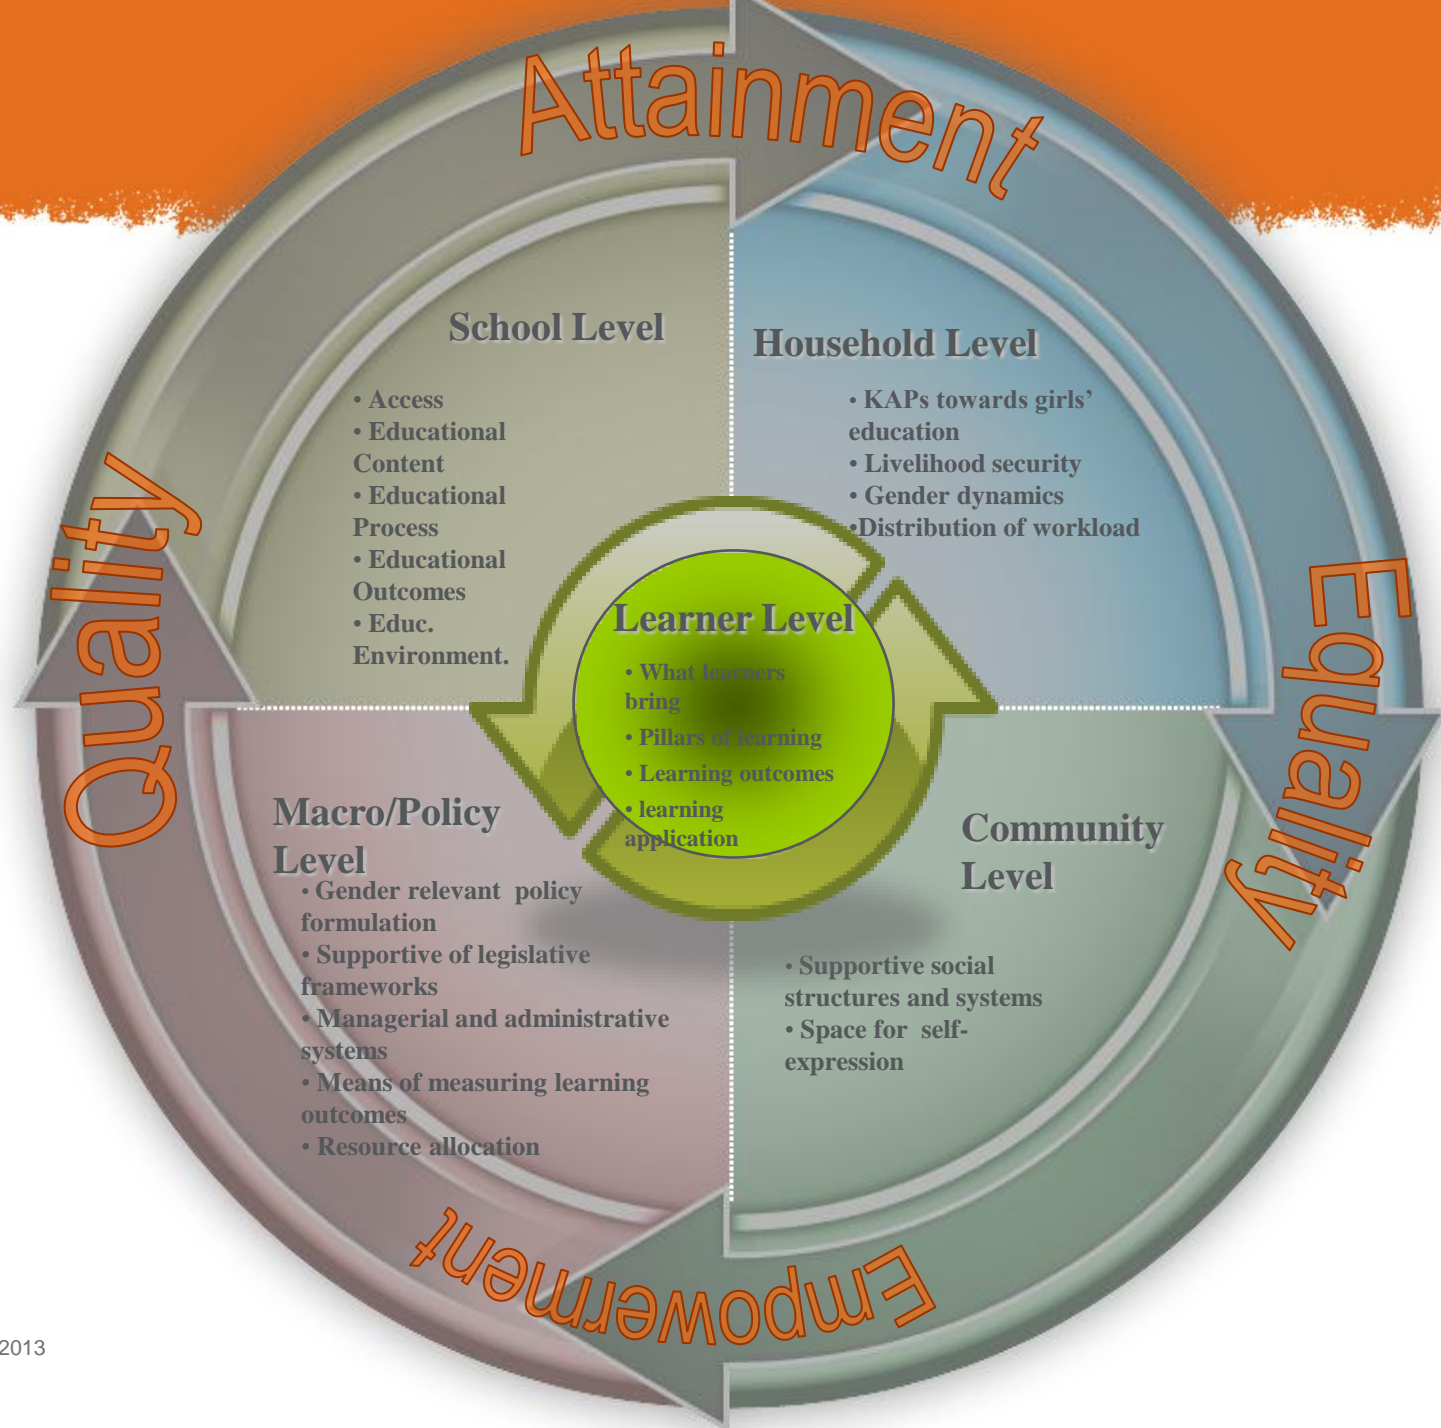 Attainment
School Level
• Access
• Educational
Content
• Educational
Process
• Educational
Outcomes
• Educ.
Environment.
Household Level
• KAPs towards girls’
education
• Livelihood security
• Gender dynamics
•Distribution of workload
Quality
Equality
Learner Level
• What learners
bring
• Pillars of learning
• Learning outcomes
• learning
application
Macro/Policy
Level
• Gender relevant  policy
formulation
• Supportive of legislative
frameworks
• Managerial and administrative
systems
• Means of measuring learning
outcomes
• Resource allocation
Community
Level
• Supportive social
structures and systems
• Space for  self-
expression
Empowerment
2013